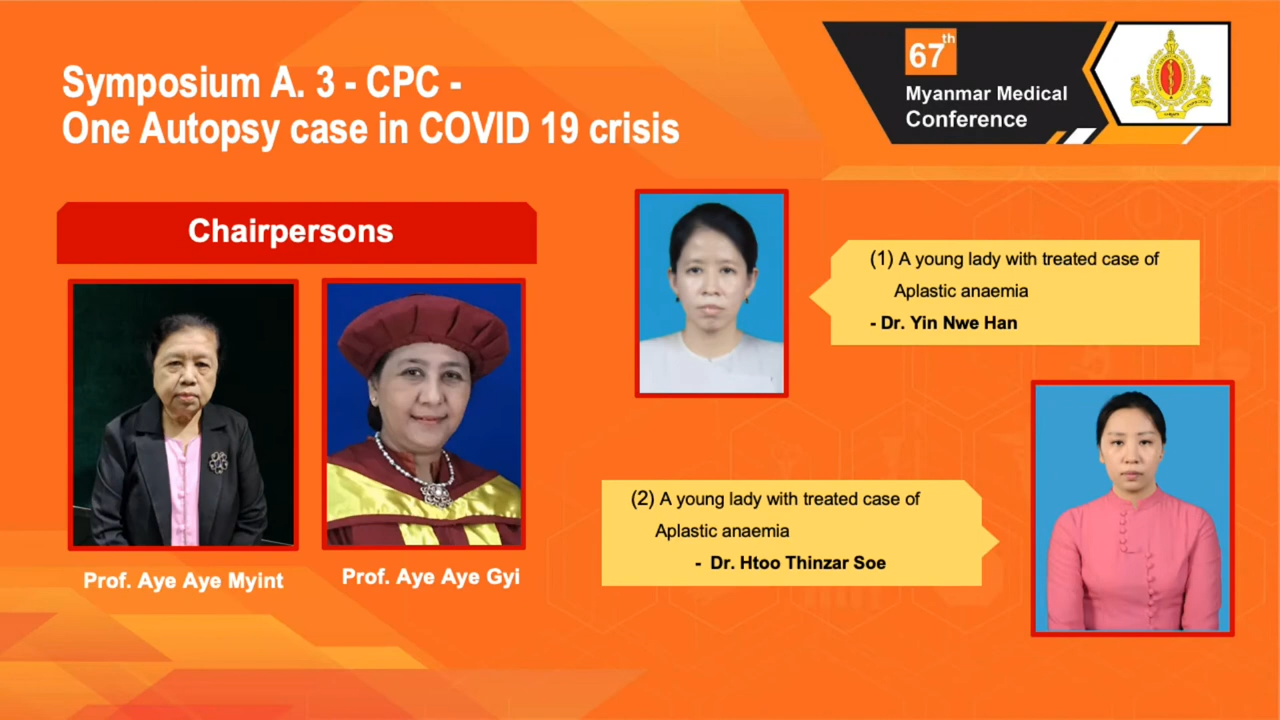 Symposium A. 3 - CPC -
One Autopsy case in COVID 19 crisis
67th
Myanmar Medical
Conference
Chairpersons
Prof. Aye Aye Myint
Prof. Aye Aye Gyi
(1) A young lady with treated case of
Aplastic anaemia
- Dr. Yin Nwe Han
(2) A young lady with treated case of
Aplastic anaemia
- Dr. Htoo Thinzar Soe